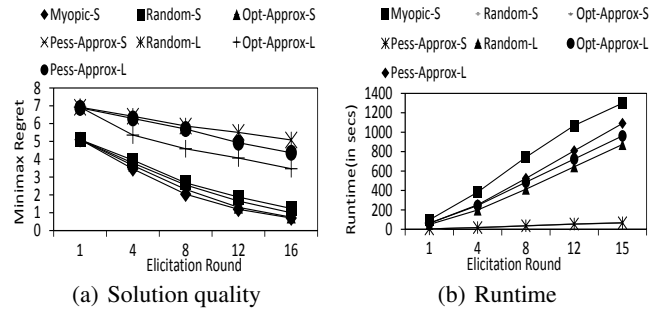 Myopic-S Random-S Opt-Approx-S
Pess-Approx-S Random-L Opt-Approx-L
Pess-Approx-L
Minimax Regret
8
7
6
5
4
3
2
1
0
1 4 8 12 16
Elicitation Round
(a) Solution quality
Myopic-S Random-S Opt-Approx-S
Pess-Approx-S Random-L Opt-Approx-L
Pess-Approx-L
Runtime(in secs)
1400
1200
1000
800
600
400
200
0
1 4 8 12 15
Elicitation Round
(b) Runtime